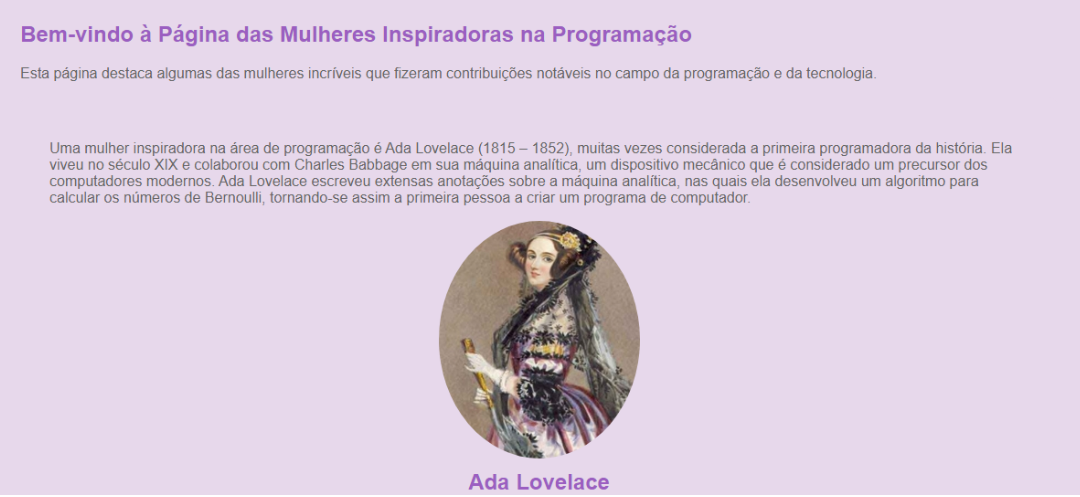 Bem-vindo à Página das Mulheres Inspiradoras na Programação
Esta página destaca algumas das mulheres incríveis que fizeram contribuições notáveis no campo da programação e da tecnologia.
Uma mulher inspiradora na área de programação é Ada Lovelace (1815 – 1852), muitas vezes considerada a primeira programadora da história. Ela
viveu no século XIX e colaborou com Charles Babbage em sua máquina analítica, um dispositivo mecânico que é considerado um precursor dos
computadores modernos. Ada Lovelace escreveu extensas anotações sobre a máquina analítica, nas quais ela desenvolveu um algoritmo para
calcular os números de Bernoulli, tornando-se assim a primeira pessoa a criar um programa de computador.
Ada Lovelace